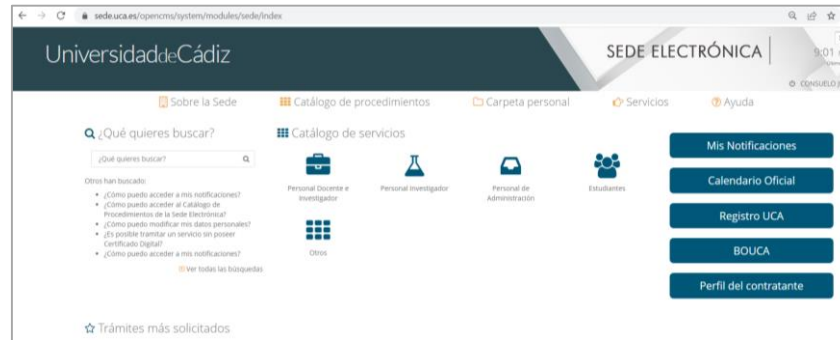 sede.uca.es/opencms/system/modules/sede/index
UniversidaddeCádiz
SEDE ELECTRÓNICA
9:01
CONSUELO J
Sobre la Sede
Catálogo de procedimientos
Carpeta personal
Servicios
Ayuda
¿Qué quieres buscar?
¿Qué quieres buscar?
Otros han buscado:
¿Cómo puedo acceder a mis notificaciones?
¿Cómo puedo acceder al Catálogo de
Procedimientos de la Sede Electrónica?
¿Cómo puedo modificar mis datos personales?
¿Es posible tramitar un servicio sin poseer
Certificado Digital?
¿Cómo puedo acceder a mis notificaciones?
Ver todas las búsquedas
Catálogo de servicios
Personal Docente e
Investigador
Personal Investigador
Personal de
Administración
Estudiantes
Otros
Mis Notificaciones
Calendario Oficial
Registro UCA
BOUCA
Perfil del contratante
Trámites más solicitados